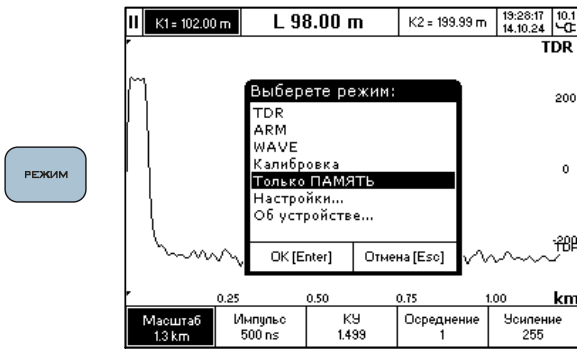 K1 = 102.00 m L 98.00 m K2 = 199.99 m 19:28:17 10.1
14.10.24
TDR
200
Выберете режим:
TDR
ARM
WAVE
Калибровка
0
РЕЖИМ
Только ПАМЯТЬ
Настройки...
Об устройстве...
-200
TDR
OK [Enter] Отмена [Esc]
0.25 0.50 0.75 1.00 km
Масштаб Импульс КУ Осреднение Усиление
1.3 km 500 ns 1.499 1 255